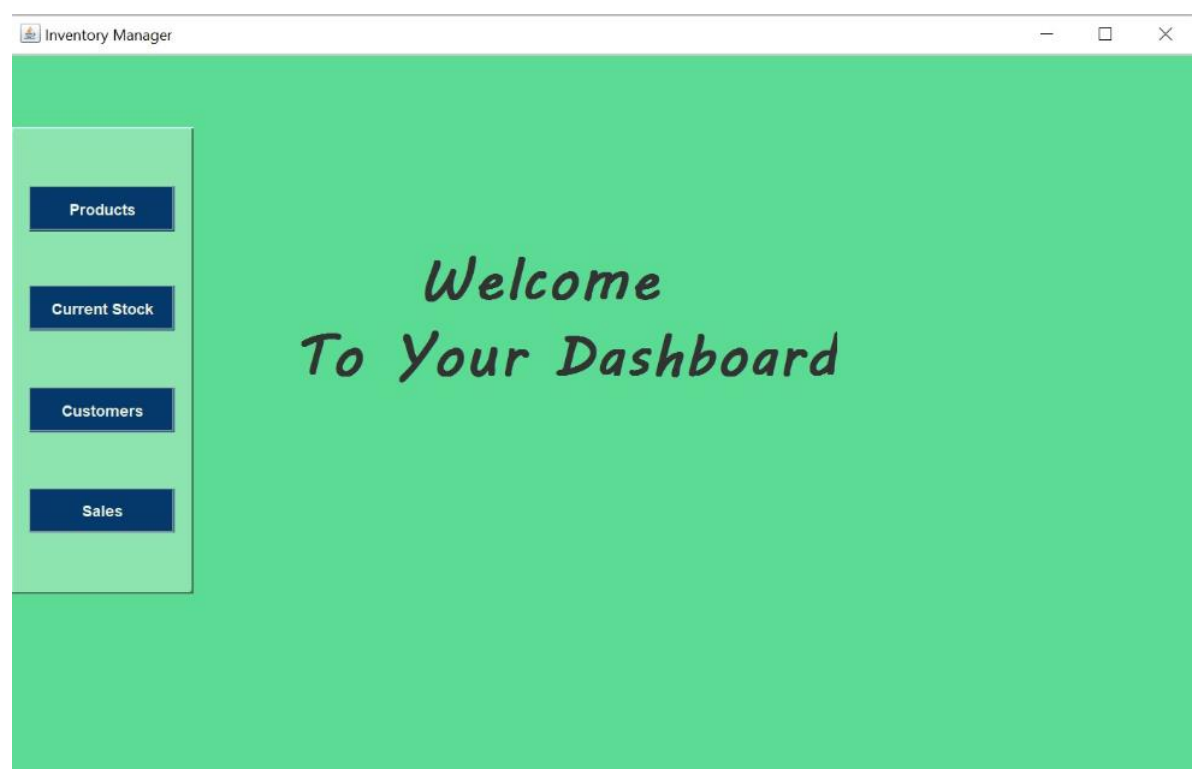 Inventory Manager
Products
Current Stock
Customers
Sales
Welcome
To Your Dashboard